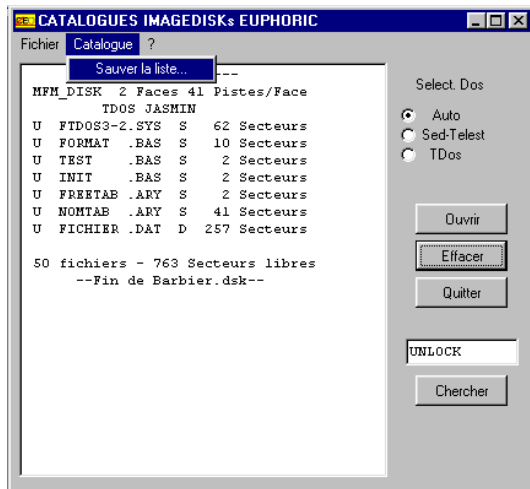 CATALOGUES IMAGEDISKs EUPHORIC
Fichier Catalogue ?
Sauver la liste...
---
MFM_DISK 2 Faces 41 Pistes/Face
TDOS JASMIN
U FTDOS3-2.SYS S 62 Secteurs
U FORMAT .BAS S 10 Secteurs
U TEST .BAS S 2 Secteurs
U INIT .BAS S 2 Secteurs
U FREETAB .ARY S 2 Secteurs
U NOMTAB .ARY S 41 Secteurs
U FICHIER .DAT D 257 Secteurs
50 fichiers - 763 Secteurs libres
--Fin de Barbier.dsk--
Select. Dos
Auto
Sed-Telest
TDos
Ouvrir
Effacer
Quitter
UNLOCK
Chercher